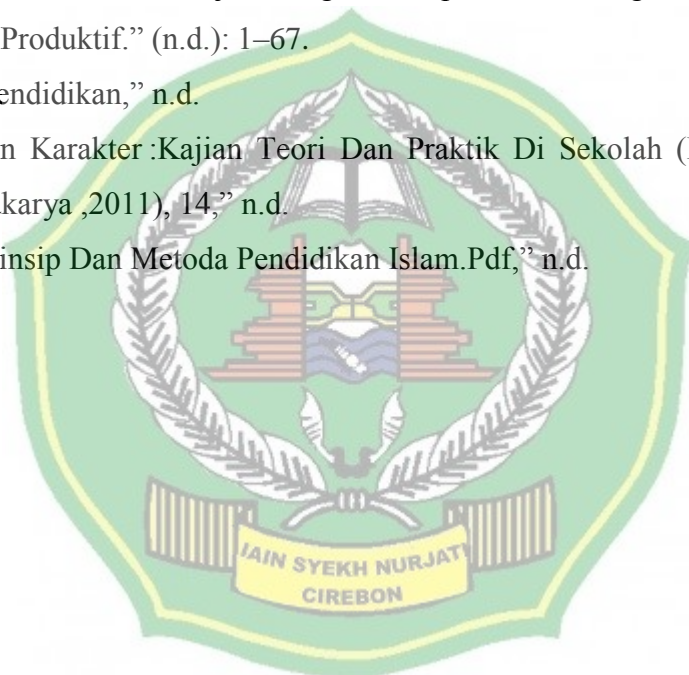 Produktif.” (n.d.): 1–67.
endidikan,” n.d.
n Karakter :Kajian Teori Dan Praktik Di Sekolah (
akarya ,2011), 14,” n.d.
insip Dan Metoda Pendidikan Islam.Pdf,” n.d.
IAIN SYEKH NURJATI
CIREBON